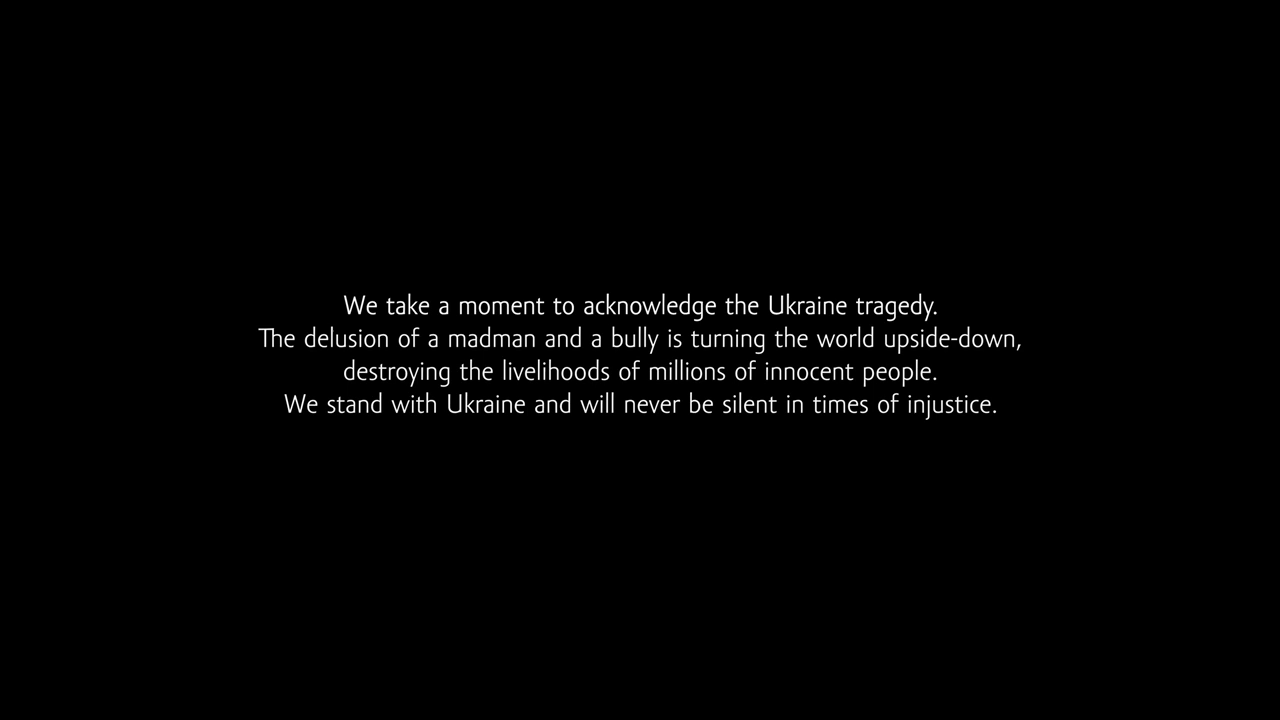 We take a moment to acknowledge the Ukraine tragedy.
The delusion of a madman and a bully is turning the world upside-down,
destroying the livelihoods of millions of innocent people.
We stand with Ukraine and will never be silent in times of injustice.